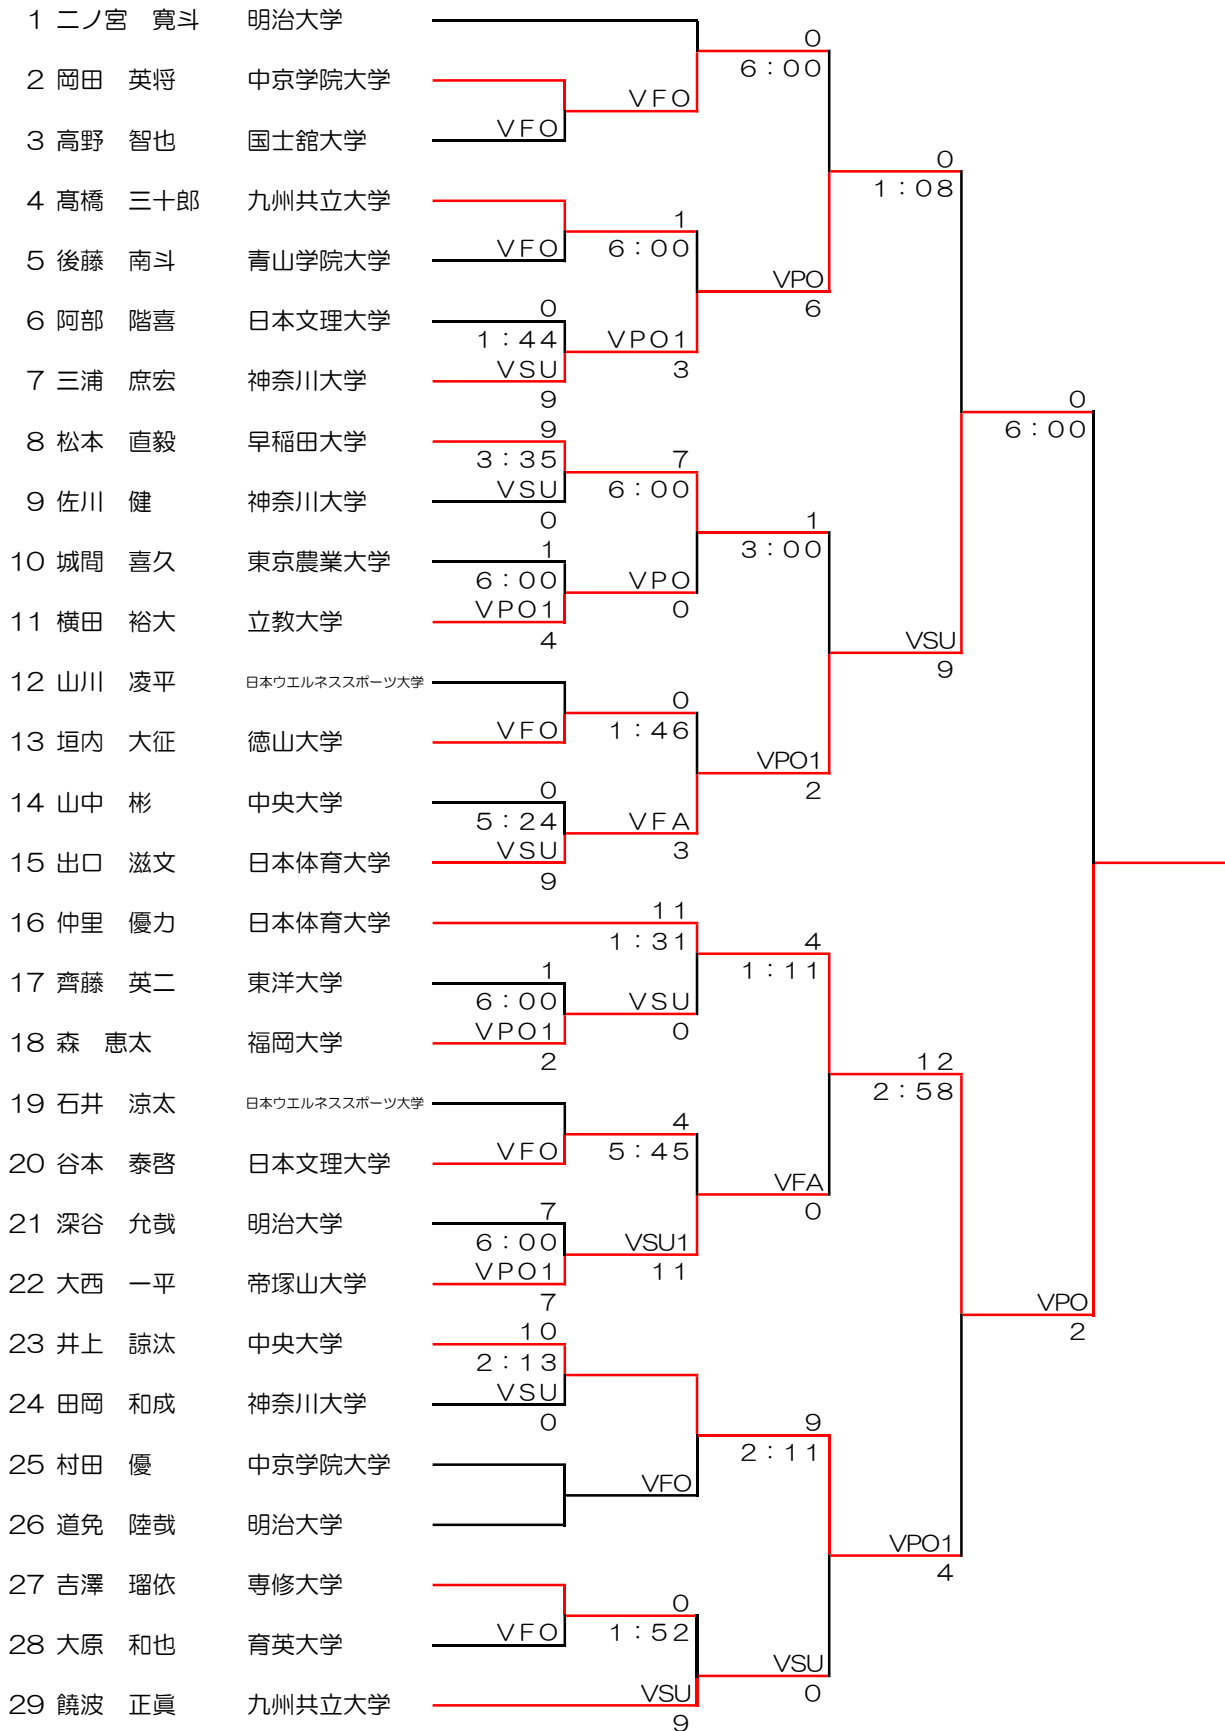 1 二ノ宮　寛斗 明治大学
0
6：00
2 岡田　英将 中京学院大学
VFO
VFO
3 高野　智也 国士舘大学
0
1：08
4 髙橋　三十郎 九州共立大学
1
VFO
6：00
5 後藤　南斗 青山学院大学
VPO
6
6 阿部　階喜 日本文理大学
0
1：44
VPO1
VSU
3
7 三浦　庶宏 神奈川大学
9
0
6：00
8 松本　直毅 早稲田大学
9
3：35
7
VSU
6：00
9 佐川　健 神奈川大学
0
1
3：00
10 城間　喜久 東京農業大学
1
6：00
VPO
VPO1
0
11 横田　裕大 立教大学
4
VSU
9
12 山川　凌平 日本ウエルネススポーツ大学
0
VFO
1：46
13 垣内　大征 徳山大学
VPO1
2
14 山中　彬 中央大学
0
5：24
VFA
VSU
3
15 出口　滋文 日本体育大学
9
16 仲里　優力 日本体育大学
11
1：31
4
1：11
17 齊藤　英二 東洋大学
1
6：00
VSU
VPO1
0
18 森　恵太 福岡大学
2
12
2：58
19 石井　涼太 日本ウエルネススポーツ大学
4
VFO
5：45
20 谷本　泰啓 日本文理大学
VFA
0
21 深谷　允哉 明治大学
7
6：00
VSU1
VPO1
11
22 大西　一平 帝塚山大学
7
VPO
2
23 井上　諒汰 中央大学
10
2：13
VSU
24 田岡　和成 神奈川大学
0
9
2：11
25 村田　優 中京学院大学
VFO
26 道免　陸哉 明治大学
VPO1
4
27 吉澤　瑠依 専修大学
0
VFO
1：52
28 大原　和也 育英大学
VSU
0
29 饒波　正眞 九州共立大学
VSU
9